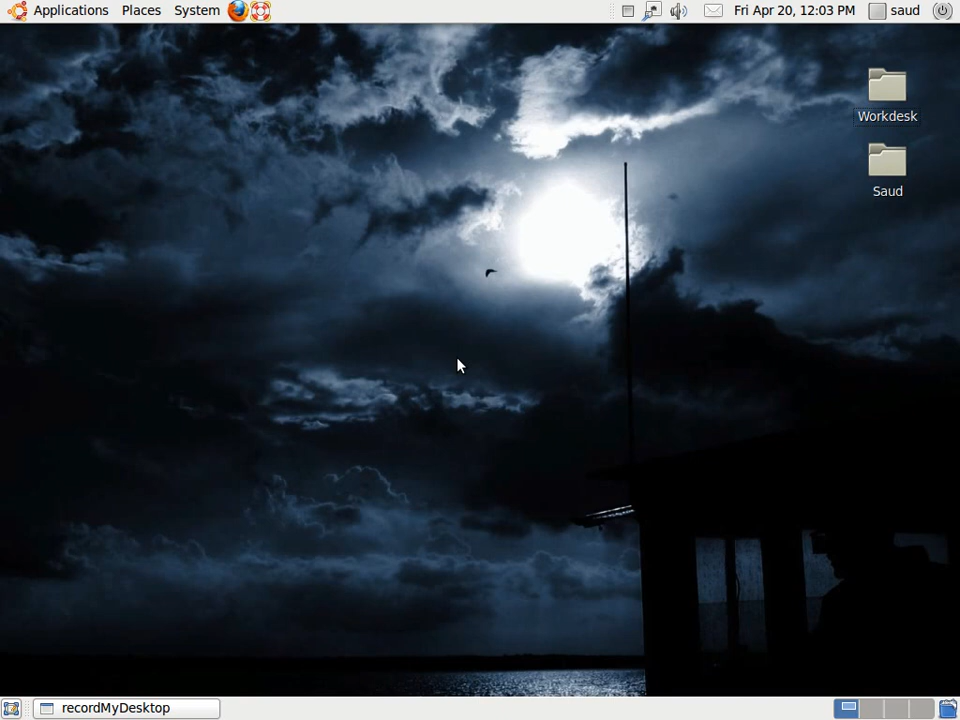 Applications Places System Fri Apr 20, 12:03 PM saud
Workdesk
Saud
recordMyDesktop